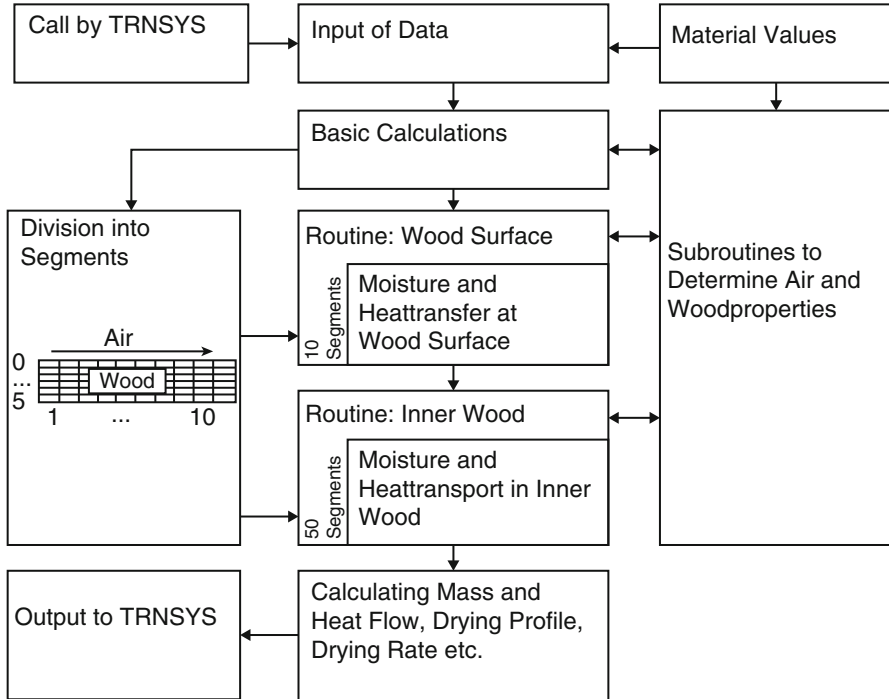 Call by TRNSYS
Input of Data
Material Values
Basic Calculations
Division into
Segments
Air
0
...
5
Wood
1 ... 10
Routine: Wood Surface
10
Segments
Moisture and
Heattransfer at
Wood Surface
Subroutines to
Determine Air and
Woodproperties
Routine: Inner Wood
50
Segments
Moisture and
Heattransport in Inner
Wood
Output to TRNSYS
Calculating Mass and
Heat Flow, Drying Profile,
Drying Rate etc.